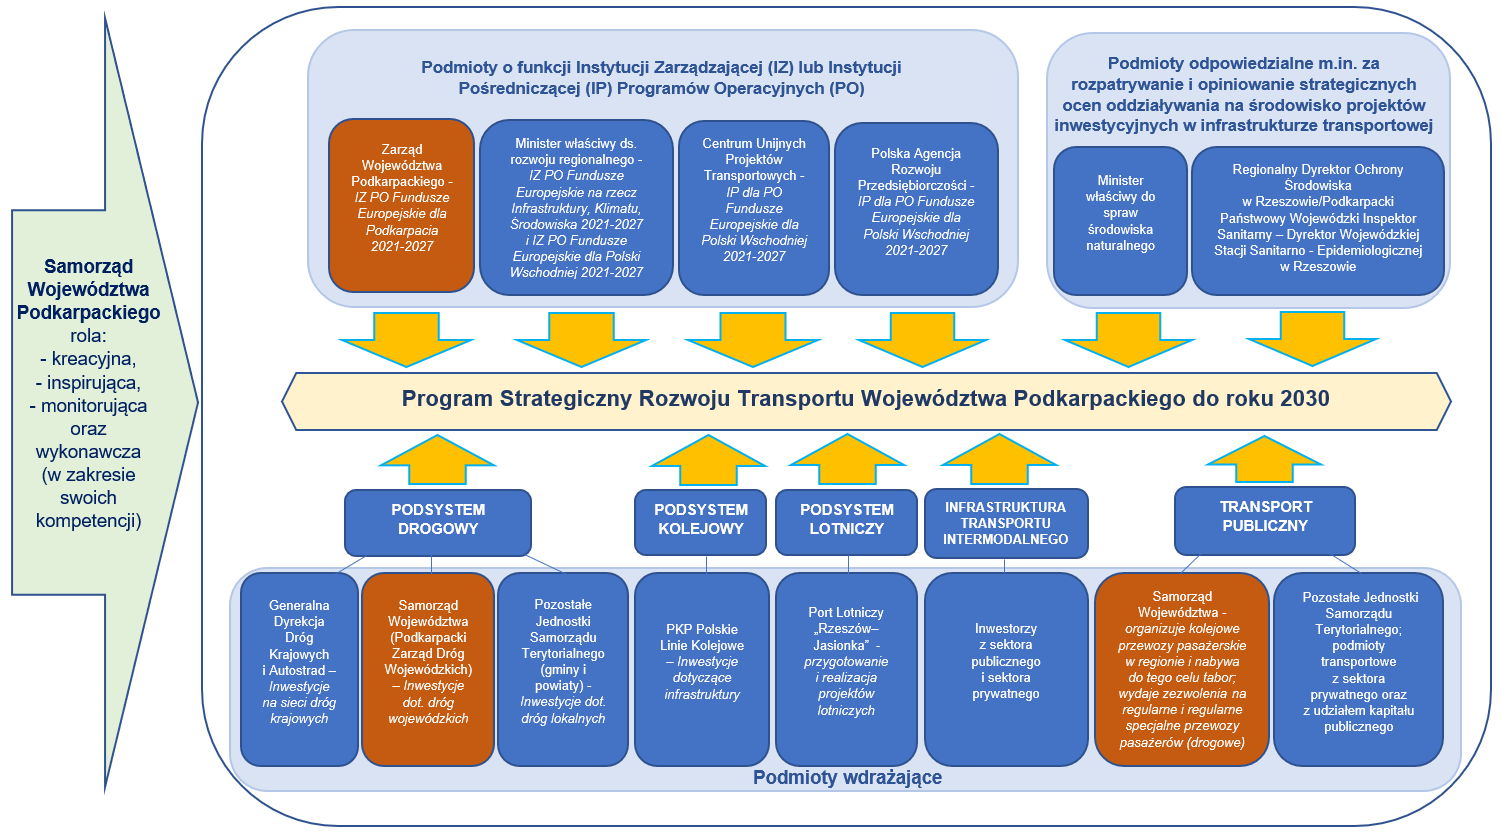 Samorząd
Województwa
Podkarpackiego
rola:
- kreacyjna,
- inspirująca,
- monitorująca
oraz
wykonawcza
(w zakresie
swoich
kompetencji)
Podmioty o funkcji Instytucji Zarządzającej (IZ) lub Instytucji
Pośredniczącej (IP) Programów Operacyjnych (PO)
Zarząd
Województwa
Podkarpackiego -
IZ PO Fundusze
Europejskie dla
Podkarpacia
2021-2027
Minister właściwy ds.
rozwoju regionalnego -
IZ PO Fundusze
Europejskie na rzecz
Infrastruktury, Klimatu,
Środowiska 2021-2027
i IZ PO Fundusze
Europejskie dla Polski
Wschodniej 2021-2027
Centrum Unijnych
Projektów
Transportowych -
IP dla PO
Fundusze
Europejskie dla
Polski Wschodniej
2021-2027
Polska Agencja
Rozwoju
Przedsiębiorczości -
IP dla PO Fundusze
Europejskie dla
Polski Wschodniej
2021-2027
Podmioty odpowiedzialne m.in. za
rozpatrywanie i opiniowanie strategicznych
ocen oddziaływania na środowisko projektów
inwestycyjnych w infrastrukturze transportowej
Minister
właściwy do
spraw
środowiska
naturalnego
Regionalny Dyrektor Ochrony
Środowiska
w Rzeszowie/Podkarpacki
Państwowy Wojewódzki Inspektor
Sanitarny – Dyrektor Wojewódzkiej
Stacji Sanitarno - Epidemiologicznej
w Rzeszowie
Program Strategiczny Rozwoju Transportu Województwa Podkarpackiego do roku 2030
PODSYSTEM
DROGOWY
PODSYSTEM
KOLEJOWY
PODSYSTEM
LOTNICZY
INFRASTRUKTURA
TRANSPORTU
INTERMODALNEGO
TRANSPORT
PUBLICZNY
Generalna
Dyrekcja
Dróg
Krajowych
i Autostrad –
Inwestycje
na sieci dróg
krajowych
Samorząd
Województwa
(Podkarpacki
Zarząd Dróg
Wojewódzkich)
– Inwestycje
dot. dróg
wojewódzkich
Pozostałe
Jednostki
Samorządu
Terytorialnego
(gminy i
powiaty) -
Inwestycje dot.
dróg lokalnych
PKP Polskie
Linie Kolejowe
– Inwestycje
dotyczące
infrastruktury
Port Lotniczy
„Rzeszów–
Jasionka” -
przygotowanie
i realizacja
projektów
lotniczych
Inwestorzy
z sektora
publicznego
i sektora
prywatnego
Samorząd
Województwa -
organizuje kolejowe
przewozy pasażerskie
w regionie i nabywa
do tego celu tabor;
wydaje zezwolenia na
regularne i regularne
specjalne przewozy
pasażerów (drogowe)
Pozostałe Jednostki
Samorządu
Terytorialnego;
podmioty
transportowe
z sektora
prywatnego oraz
z udziałem kapitału
publicznego
Podmioty wdrażające